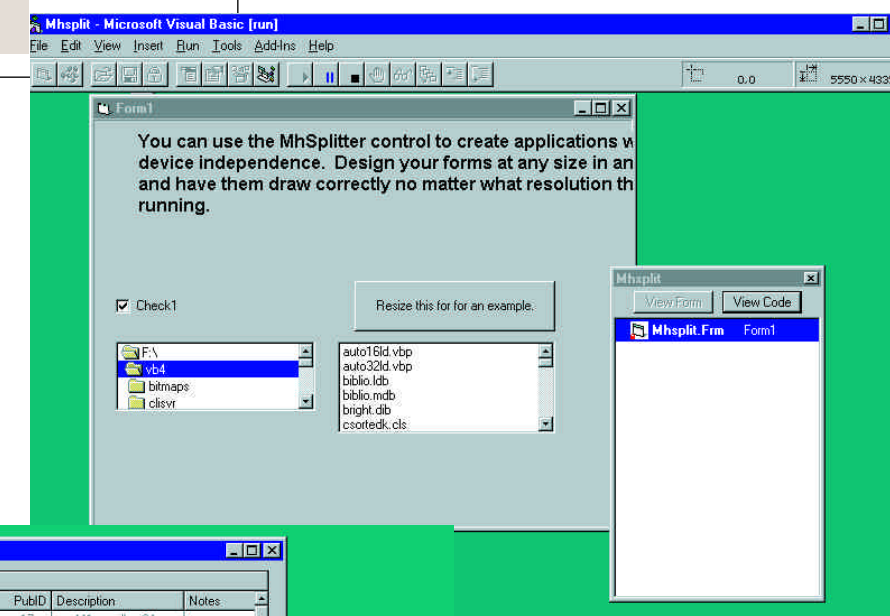 Mhsplit - Microsoft Visual Basic [run]
File Edit View Insert Run Tools Add-Ins Help
0,0 5550 × 433
Form1
You can use the MhSplitter control to create applications w
device independence. Design your forms at any size in an
and have them draw correctly no matter what resolution th
running.
Mhxplit
View Form View Code
Mhsplit.Frm Form1
Check1
Resize this for for an example.
F:\
vb4
bitmaps
clisvr
auto16ld.vbp
auto32ld.vbp
biblio.ldb
biblio.mdb
bright.dib
csortedk.cls
PubID Description Notes